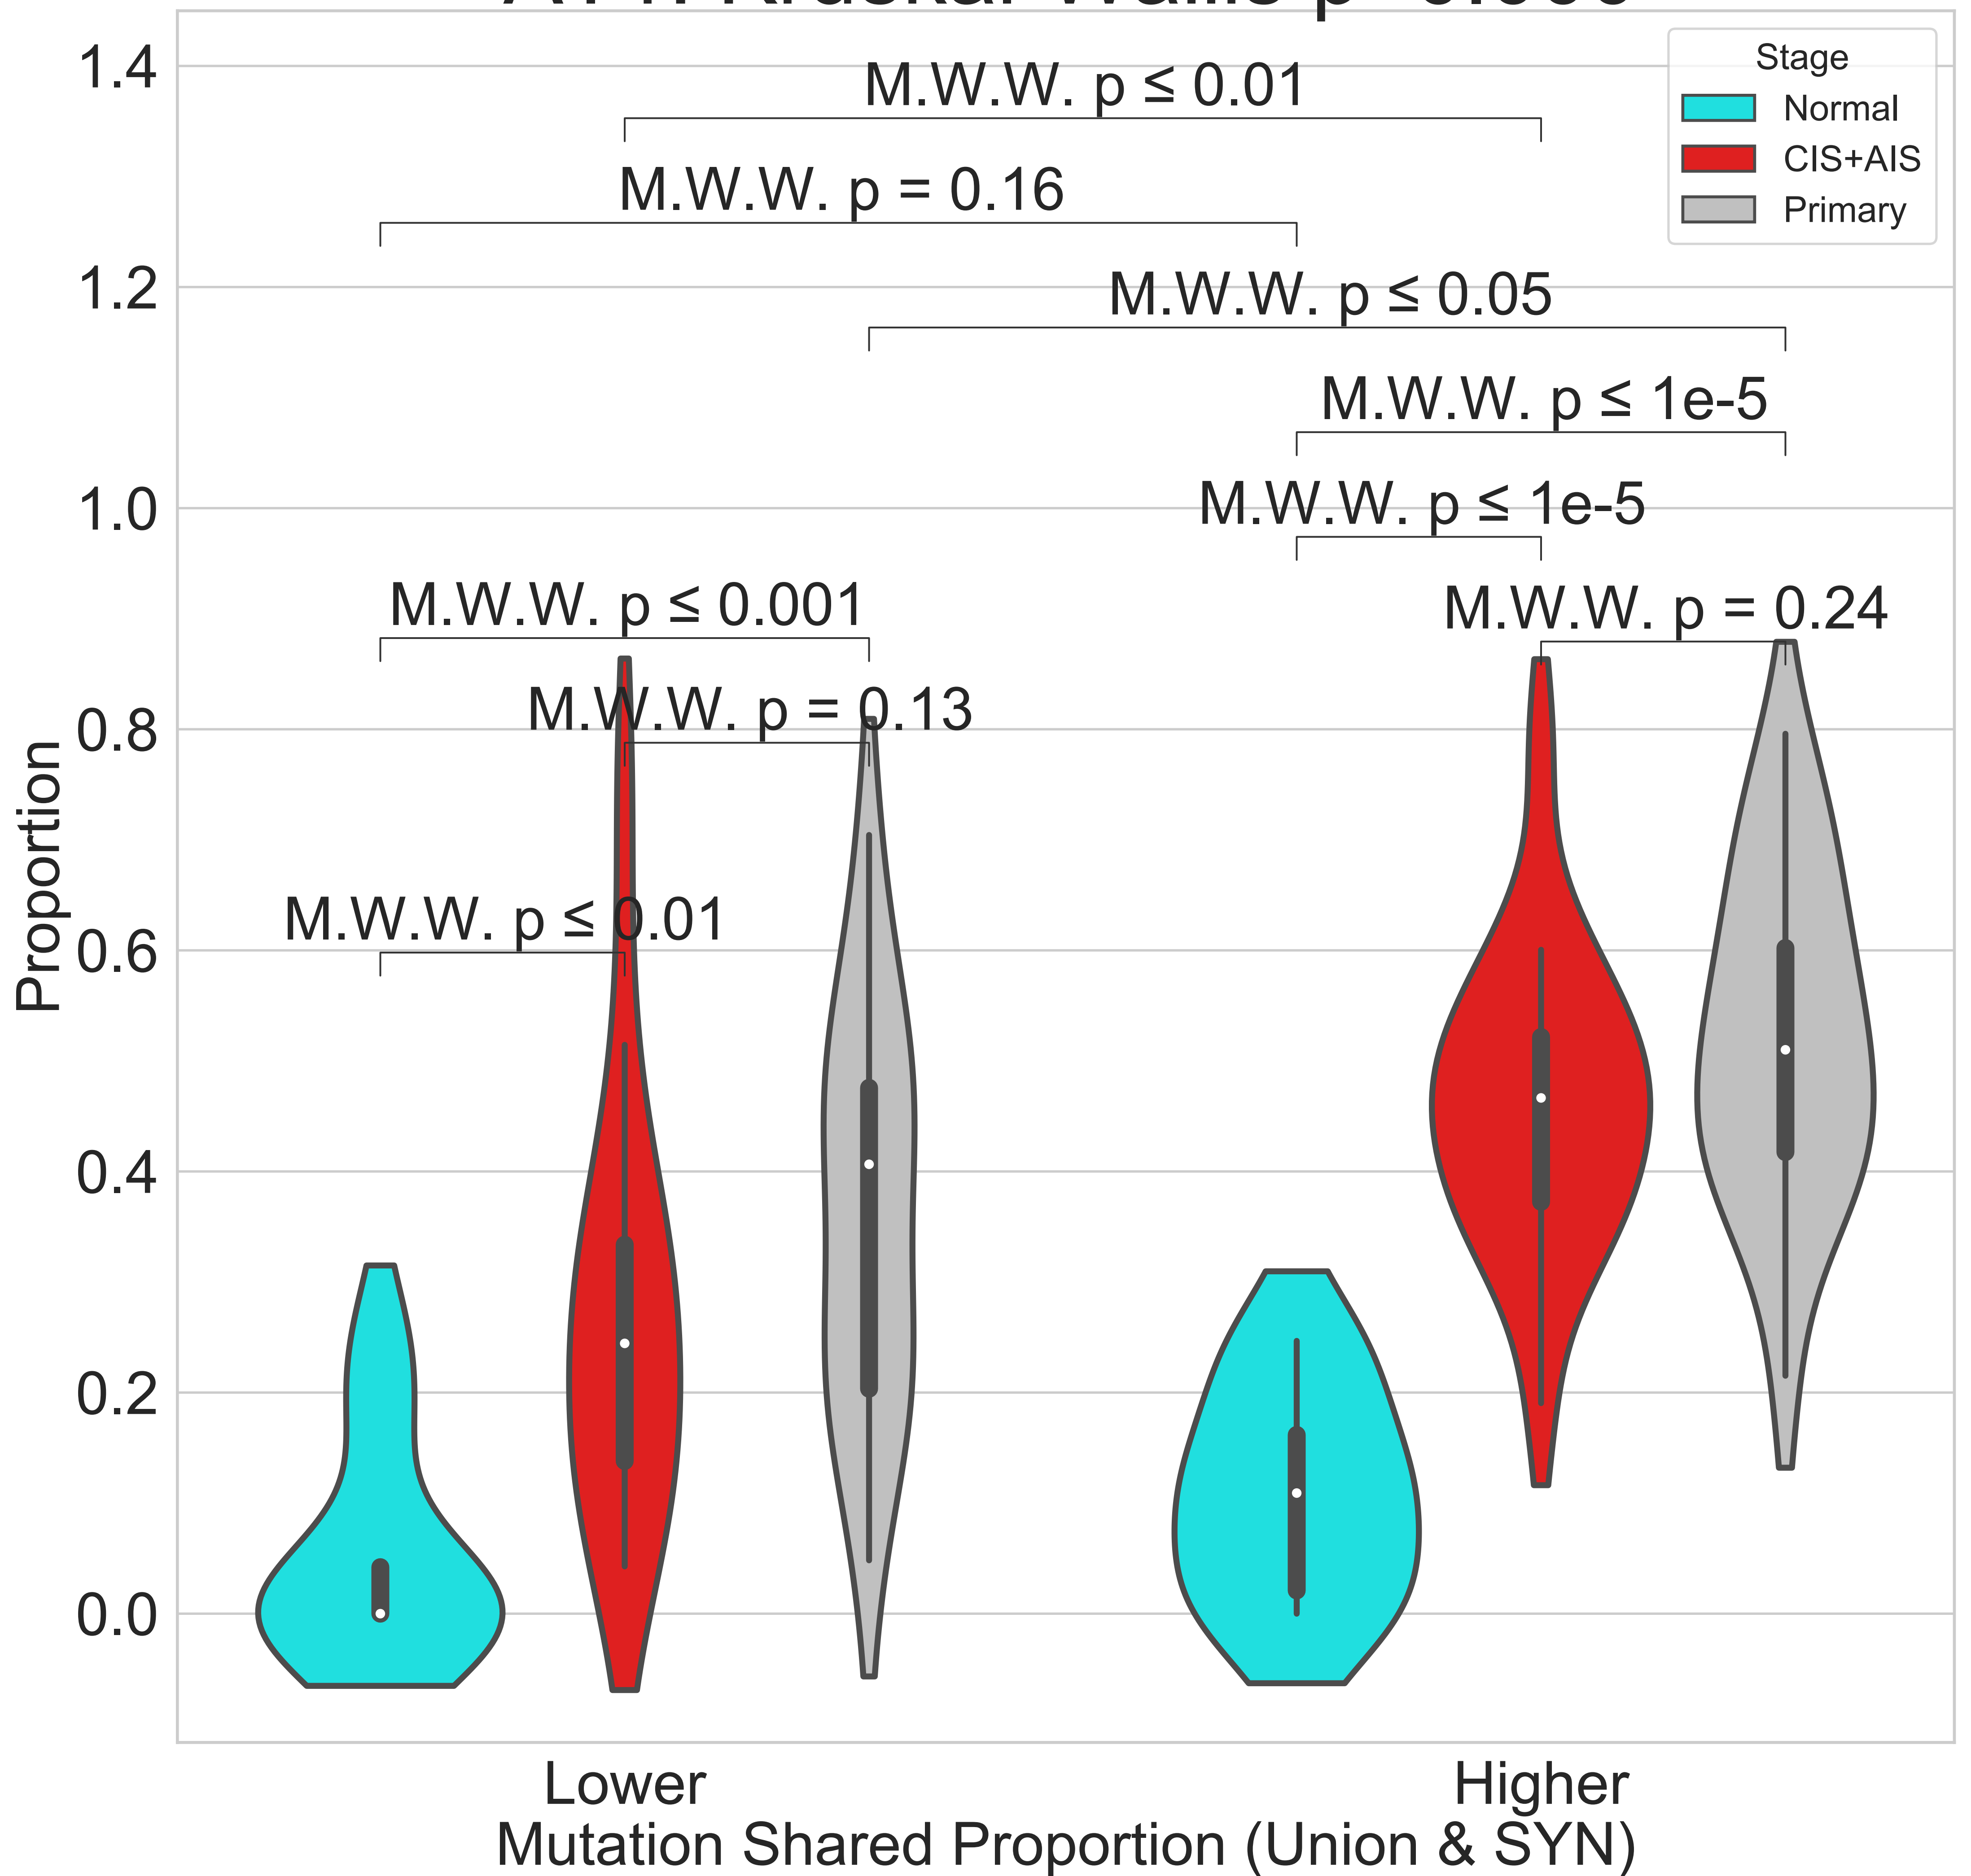 1.4
1.2
1.0
0.8
0.6
0.4
0.2
0.0
Proportion
Stage
Normal
CIS+AIS
Primary
M.W.W. p ≤ 0.01
M.W.W. p = 0.16
M.W.W. p ≤ 0.05
M.W.W. p ≤ 1e-5
M.W.W. p ≤ 1e-5
M.W.W. p ≤ 0.001
M.W.W. p = 0.24
M.W.W. p = 0.13
M.W.W. p ≤ 0.01
Lower Higher
Mutation Shared Proportion (Union & SYN)